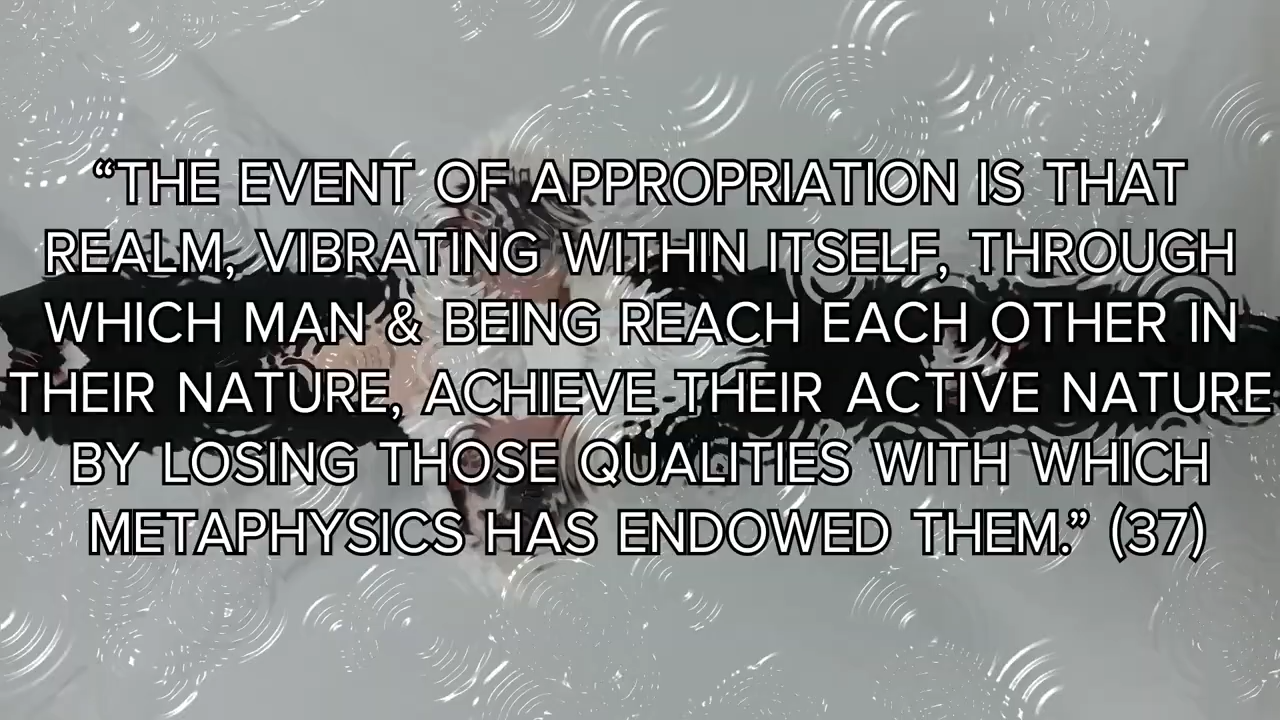 “THE EVENT OF APPROPRIATION IS THAT
REALM, VIBRATING WITHIN ITSELF, THROUGH
WHICH MAN & BEING REACH EACH OTHER IN
THEIR NATURE, ACHIEVE THEIR ACTIVE NATURE
BY LOSING THOSE QUALITIES WITH WHICH
METAPHYSICS HAS ENDOWED THEM.” (37)